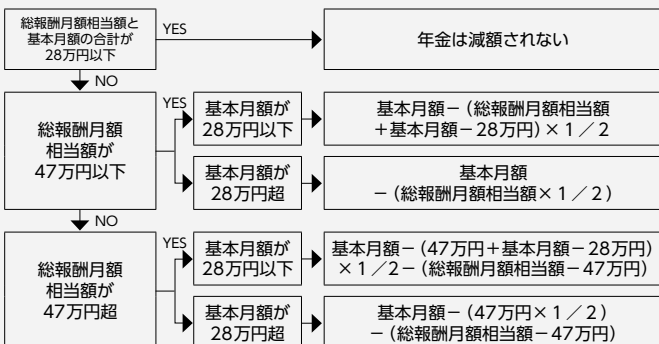 総報酬月額相当額と
基本月額の合計が
28万円以下
YES
年金は減額されない
NO
総報酬月額
相当額が
47万円以下
YES
基本月額が
28万円以下
基本月額－（総報酬月額相当額
＋基本月額－28万円）×１／２
基本月額が
28万円超
基本月額
－（総報酬月額相当額×１／２）
NO
総報酬月額
相当額が
47万円超
YES
基本月額が
28万円以下
基本月額－（47万円＋基本月額－28万円）
×１／２－（総報酬月額相当額－47万円）
基本月額が
28万円超
基本月額－（47万円×１／２）
－（総報酬月額相当額－47万円）